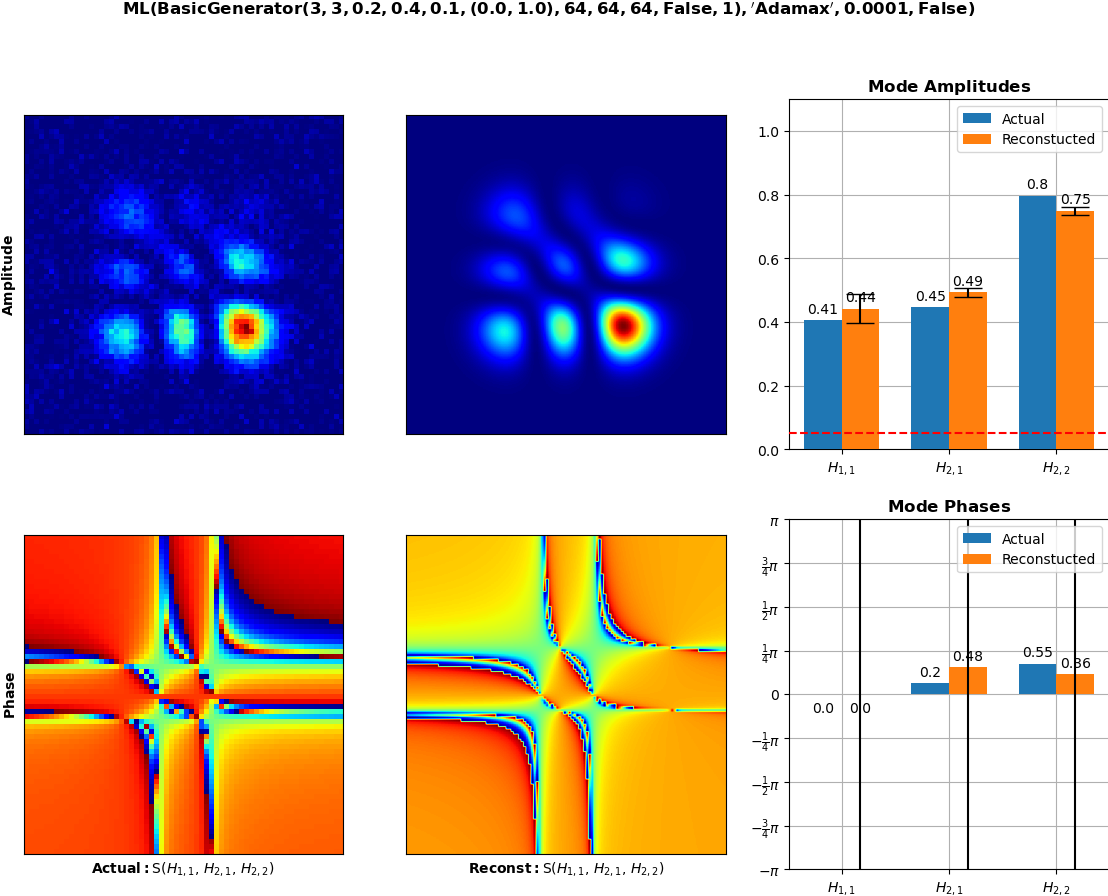 ML(BasicGenerator(3, 3, 0.2, 0.4, 0.1, (0.0, 1.0), 64, 64, 64, False, 1), ′Adamax′, 0.0001, False)
Amplitude
Mode Amplitudes
Actual
Reconstucted
1.0
0.8
0.6
0.4
0.2
0.0
0.41
0.44
0.45
0.49
0.8
0.75
H1,1
H2,1
H2,2
Phase
Actual: S(H1,1, H2,1, H2,2)
Reconst: S(H1,1, H2,1, H2,2)
Mode Phases
Actual
Reconstucted
π
3/4π
1/2π
1/4π
0
−1/4π
−1/2π
−3/4π
−π
0.0
0.0
0.2
0.48
0.55
0.36
H1,1
H2,1
H2,2